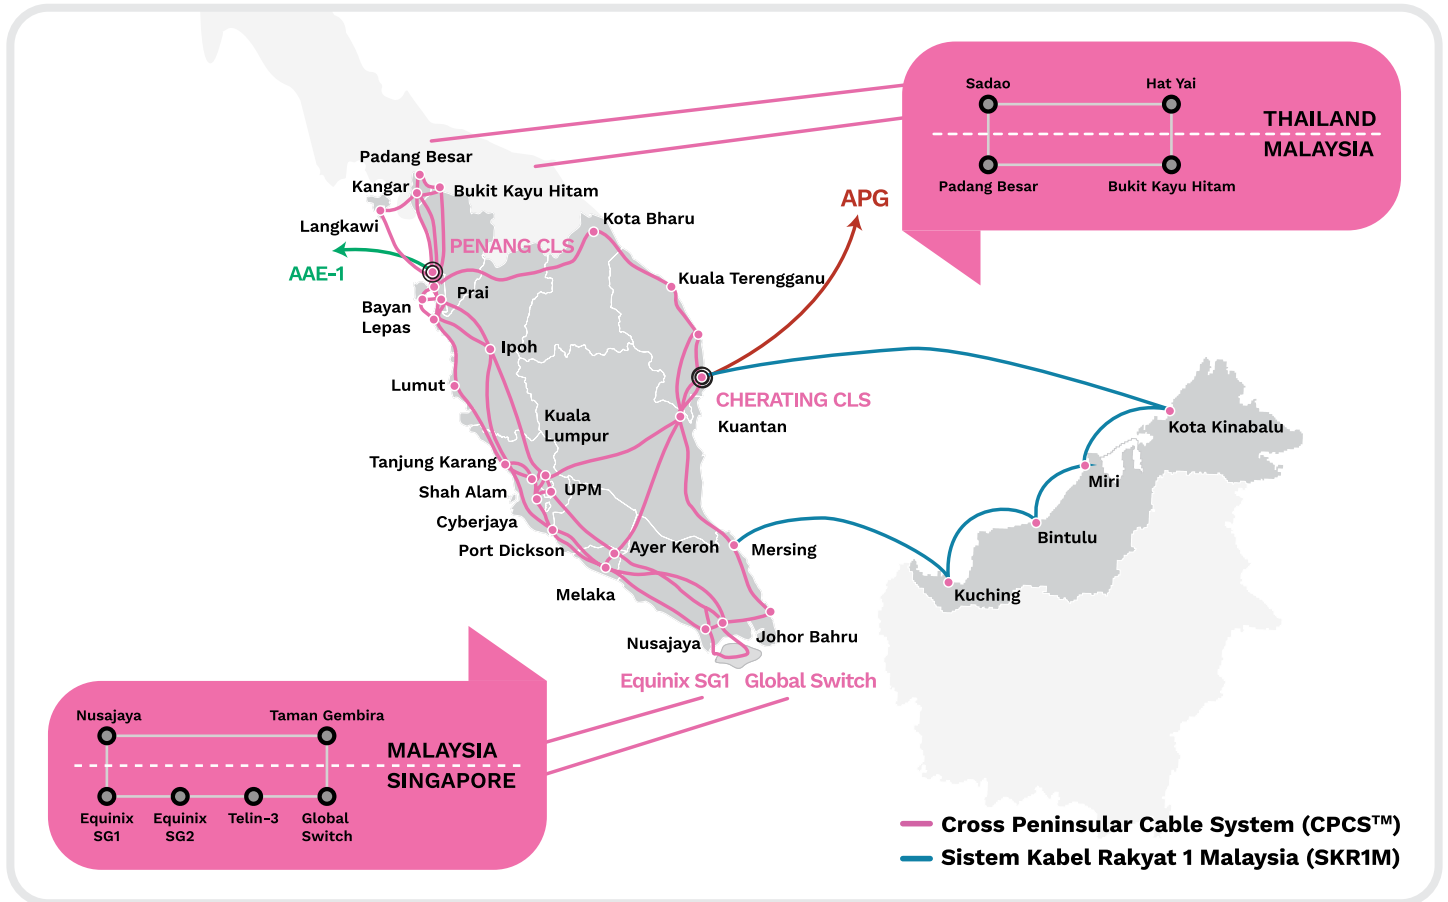 Sadao
Hat Yai
THAILAND
MALAYSIA
Padang Besar
Bukit Kayu Hitam
Padang Besar
Kangar
Bukit Kayu Hitam
Langkawi
APG
Kota Bharu
PENANG CLS
AAE-1
Kuala Terengganu
Prai
Bayan
Lepas
Ipoh
Lumut
CHERATING CLS
Kuala
Lumpur
Kuantan
Kota Kinabalu
Tanjung Karang
Miri
Shah Alam
UPM
Cyberjaya
Bintulu
Port Dickson
Ayer Keroh
Mersing
Melaka
Kuching
Nusajaya
Johor Bahru
Equinix SG1
Global Switch
Nusajaya
Taman Gembira
MALAYSIA
SINGAPORE
Equinix
SG1
Equinix
SG2
Telin-3
Global
Switch
Cross Peninsular Cable System (CPCS™)
Sistem Kabel Rakyat 1 Malaysia (SKR1M)